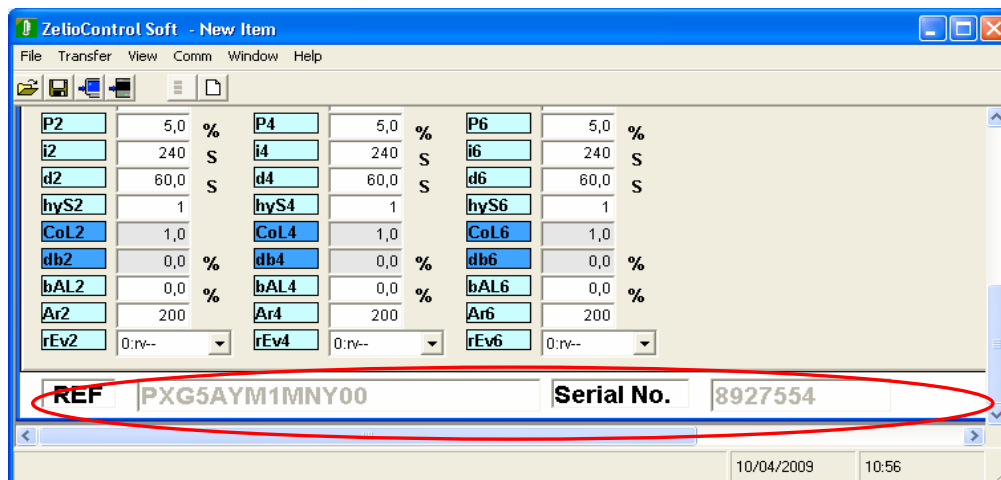 ZelioControl Soft - New Item
File Transfer View Comm Window Help
P2 5,0 % P4 5,0 % P6 5,0 %
i2 240 S i4 240 S i6 240 S
d2 60,0 S d4 60,0 S d6 60,0 S
hyS2 1 hyS4 1 hyS6 1
CoL2 1,0 CoL4 1,0 CoL6 1,0
db2 0,0 % db4 0,0 % db6 0,0 %
bAL2 0,0 % bAL4 0,0 % bAL6 0,0 %
Ar2 200 Ar4 200 Ar6 200
rEv2 0:rv-- rEv4 0:rv-- rEv6 0:rv--
REF PXG5AYM1MNY00 Serial No. 8927554
10/04/2009 10:56